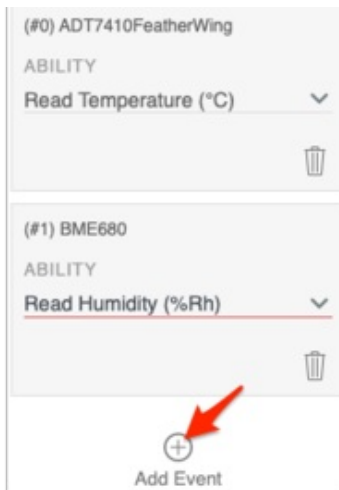 (#0) ADT7410FeatherWing
ABILITY
Read Temperature (°C)
(#1) BME680
ABILITY
Read Humidity (%Rh)
Add Event